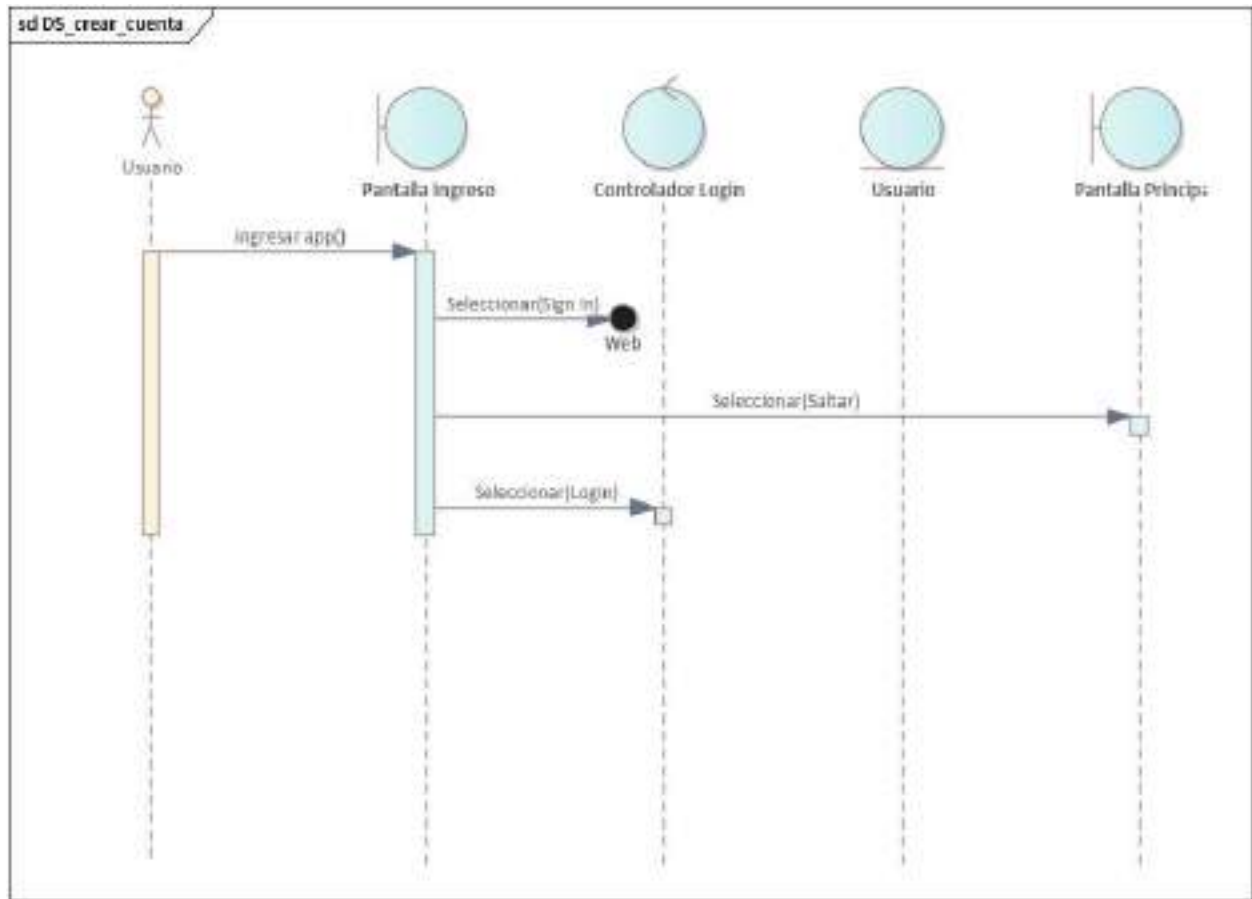 sd DS_crear_cuenta
Usuario
Pantalla Ingreso
Controlador Login
Usuario
Pantalla Principa
ingresar app()
Seleccionar(Sign in)
Web
Seleccionar(Saltar)
Seleccionar(Login)